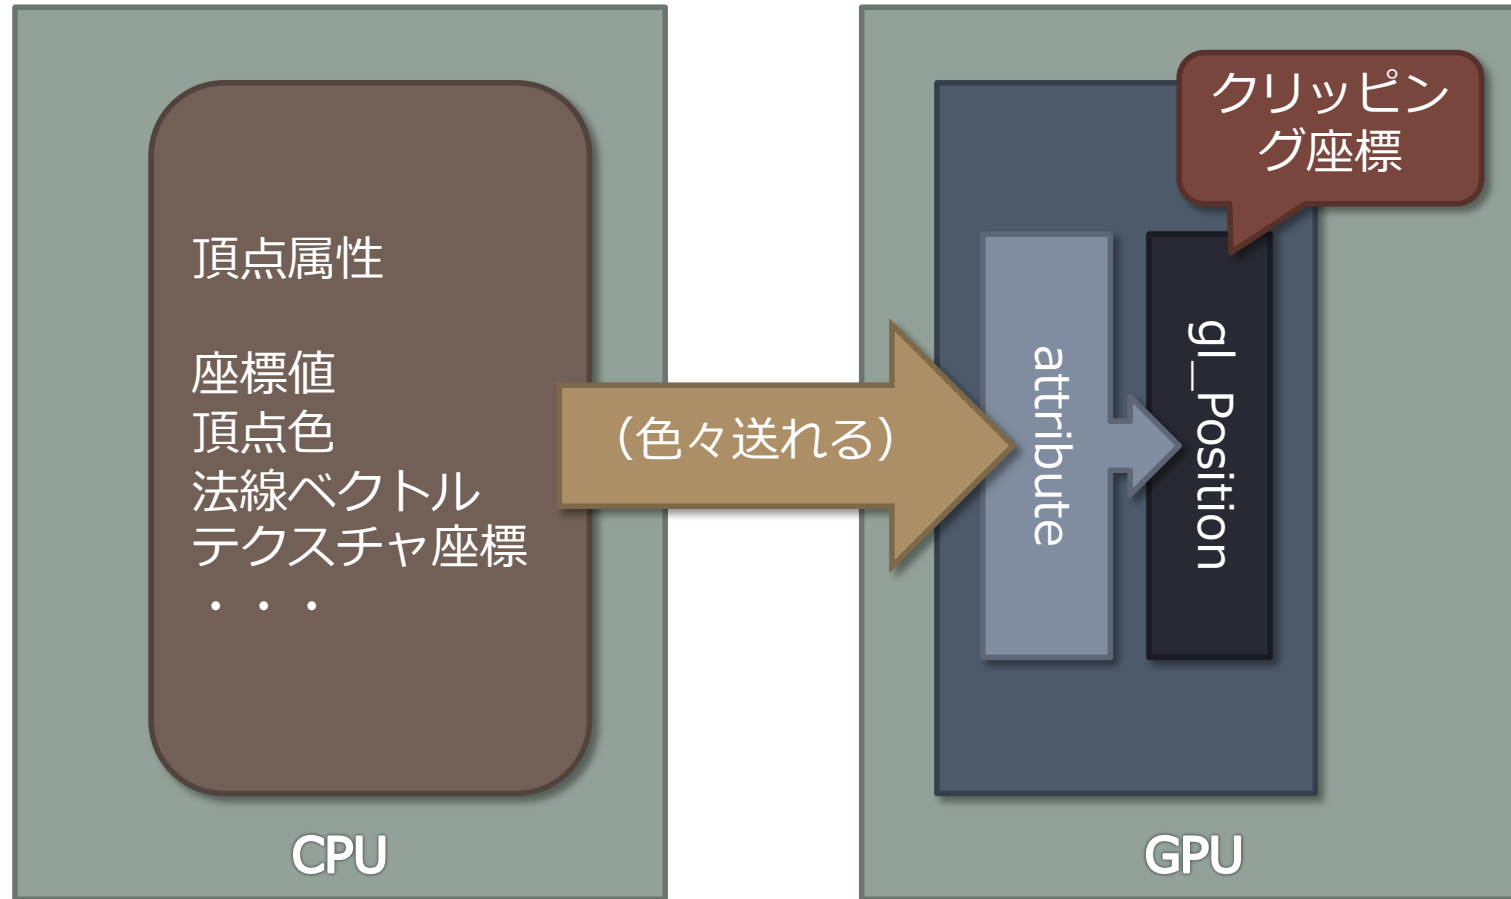 頂点属性
座標値
頂点色
法線ベクトル
テクスチャ座標
・・・
CPU
（色々送れる）
クリッピン
グ座標
attribute
gl_Position
GPU